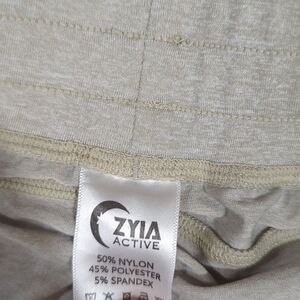 ZYIA
ACTIVE
50% NYLON
45% POLYESTER
5% SPANDEX